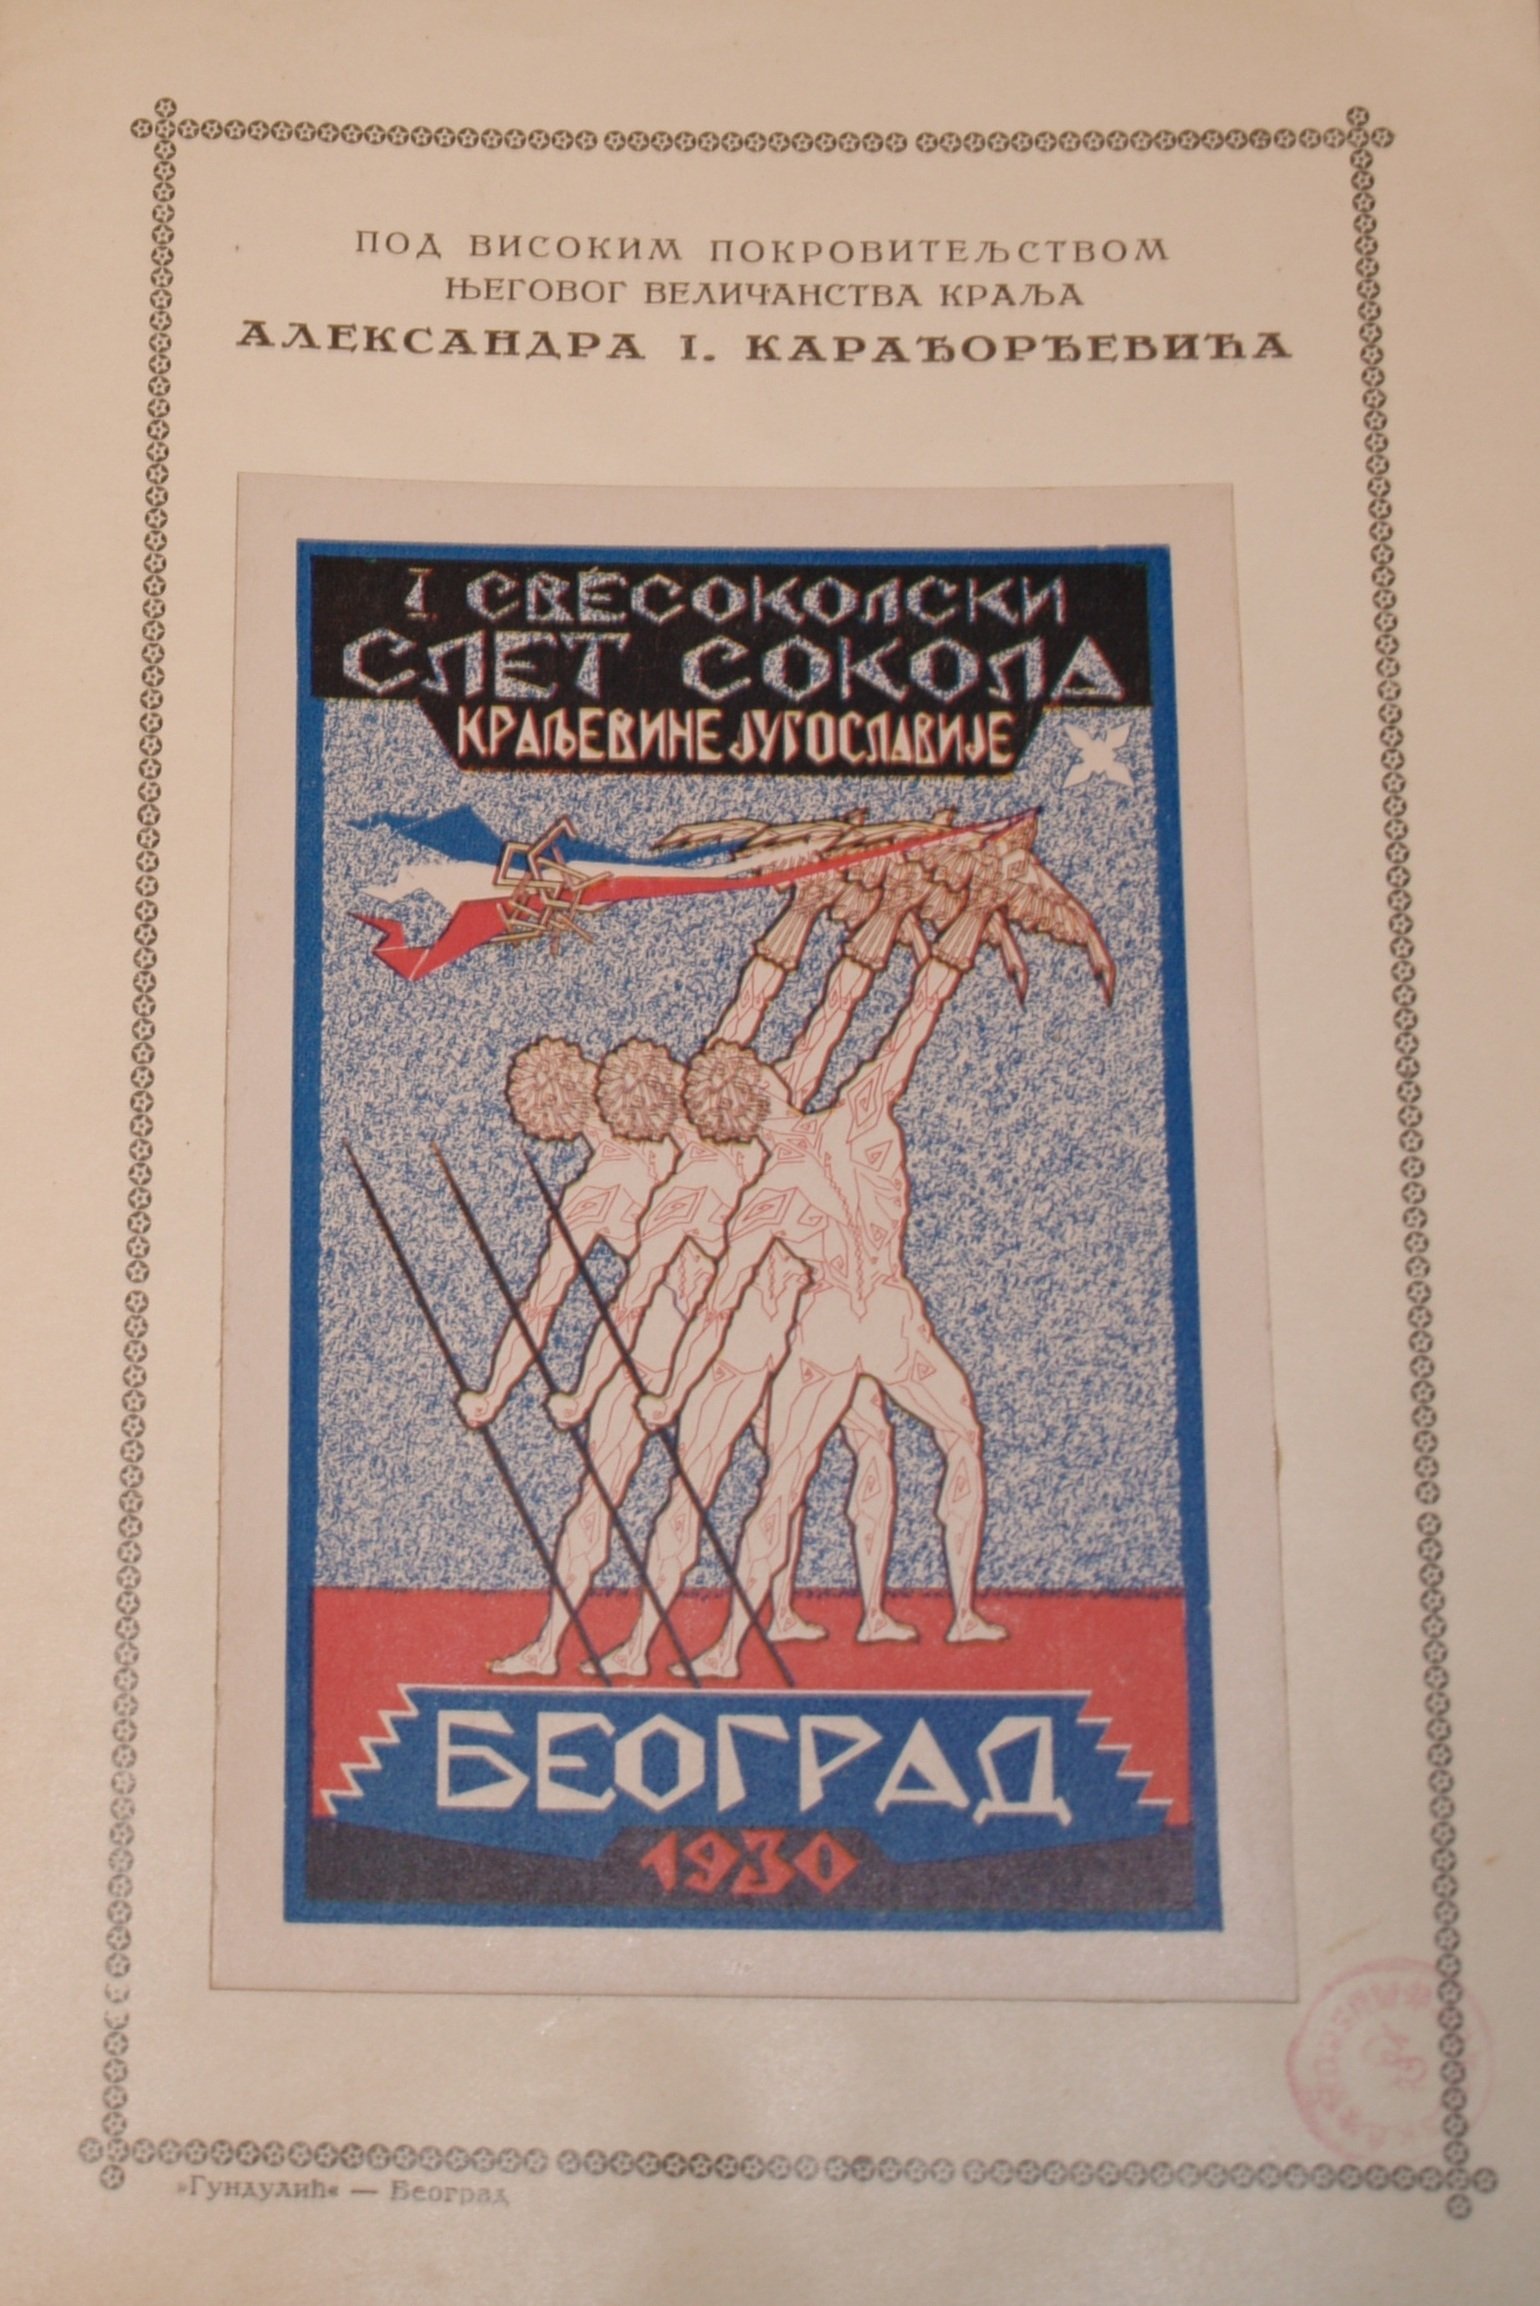 ПОД ВИСОКИМ ПОКРОВИТЕЉСТВОМ
ЊЕГОВОГ ВЕЛИЧАНСТВА КРАЉА
АЛЕКСАНДРА I. КАРАЂОРЂЕВИЋА
I СВЕСОКОЛСКИ
СЛЕТ СОКОЛА
КРАЉЕВИНЕ ЈУГОСЛАВИЈЕ
БЕОГРАД
1930
»Гундулић« — Београд